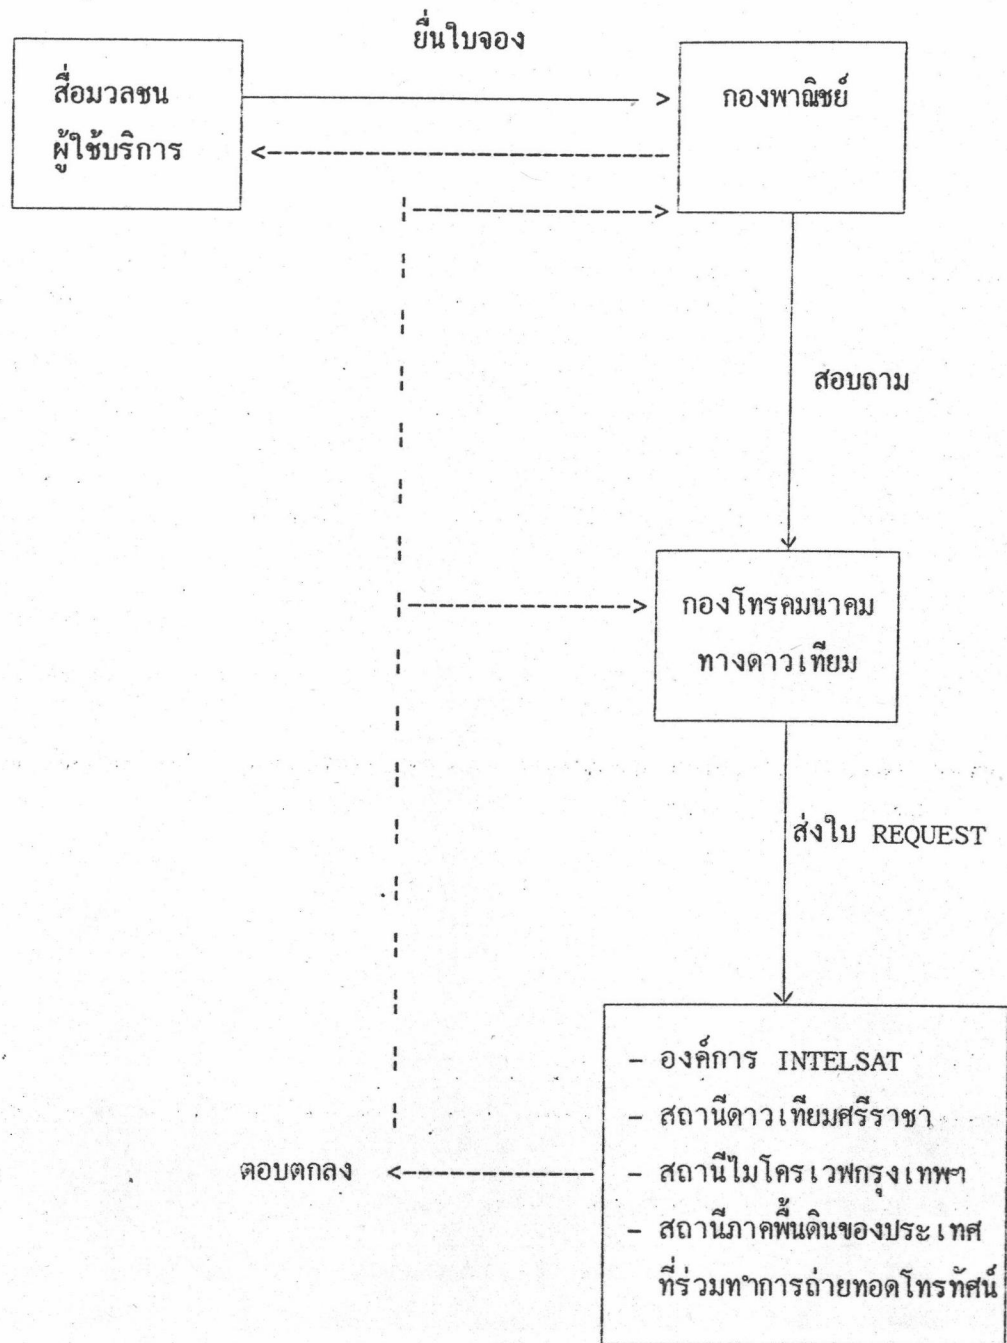 ยื่นใบจอง
สื่อมวลชน
ผู้ใช้บริการ
กองพาณิชย์
สอบถาม
กองโทรคมนาคม
ทางดาวเทียม
ส่งใบ REQUEST
- องค์การ INTELSAT
- สถานีดาวเทียมศรีราชา
- สถานีไมโครเวฟกรุงเทพฯ
- สถานีภาคพื้นดินของประเทศ
ที่ร่วมทำการถ่ายทอดโทรทัศน์
ตอบตกลง